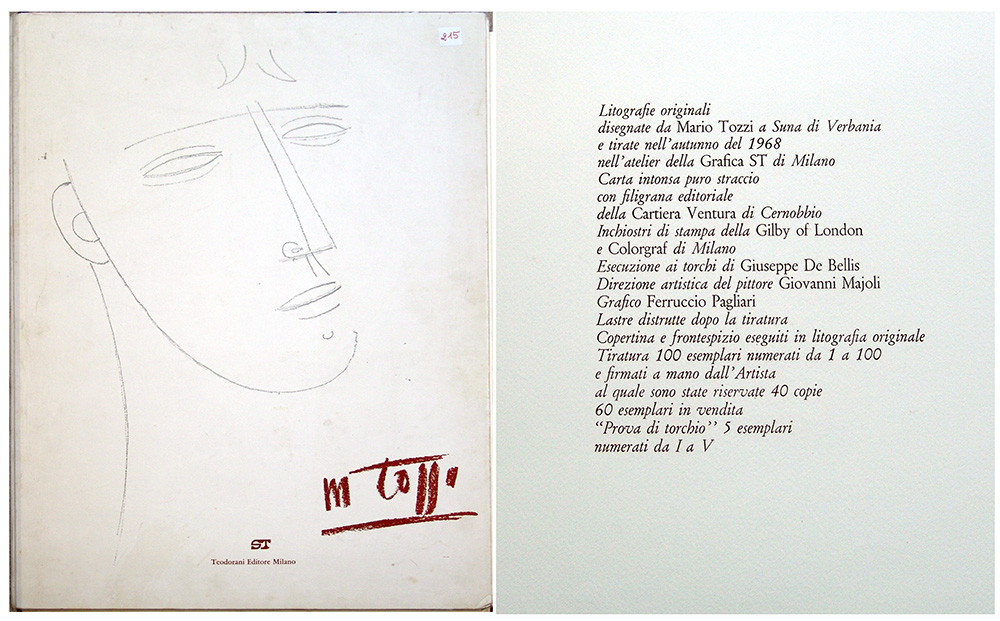 215
m tozzi
ST
Teodorani Editore Milano
Litografie originali
disegnate da Mario Tozzi a Suna di Verbania
e tirate nell'autunno del 1968
nell'atelier della Grafica ST di Milano
Carta intonsa puro straccio
con filigrana editoriale
della Cartiera Ventura di Cernobbio
Inchiostri di stampa della Gilby of London
e Colorgraf di Milano
Esecuzione ai torchi di Giuseppe De Bellis
Direzione artistica del pittore Giovanni Majoli
Grafico Ferruccio Pagliari
Lastre distrutte dopo la tiratura
Copertina e frontespizio eseguiti in litografia originale
Tiratura 100 esemplari numerati da 1 a 100
e firmati a mano dall'Artista
al quale sono state riservate 40 copie
60 esemplari in vendita
“Prova di torchio’’ 5 esemplari
numerati da I a V